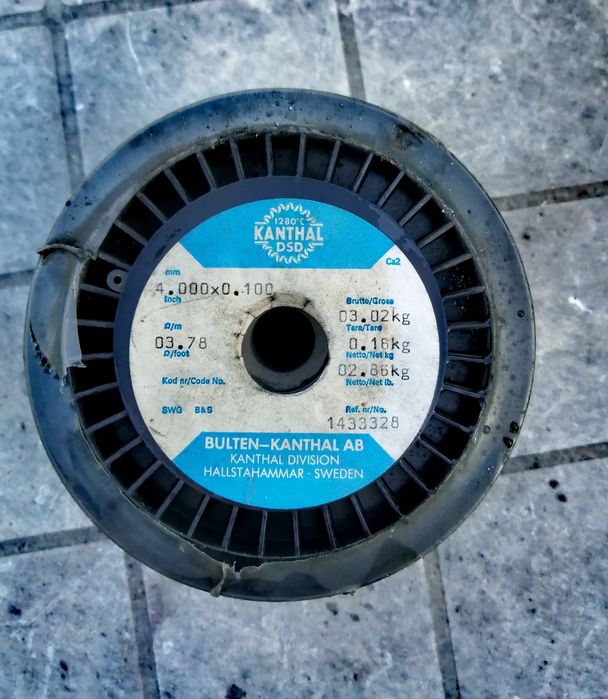 1280°C
KANTHAL
DSD
Ca2
mm
4.000x0.100
Inch
Ω/m
03.78
Ω/foot
Kod nr/Code No.
SWG B&S
Brutto/Gross
03.02kg
Tara/Tare
0.16kg
Netto/Net kg
02.86kg
Netto/Net lb.
Ref. nr/No.
1433328
BULTEN-KANTHAL AB
KANTHAL DIVISION
HALLSTAHAMMAR · SWEDEN